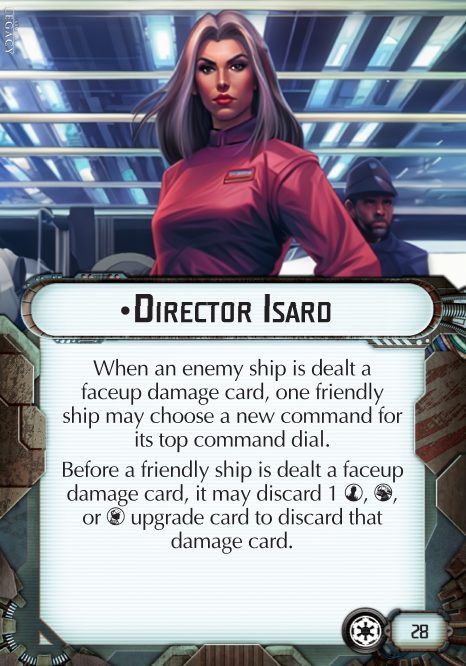 LEGACY
•Director Isard
When an enemy ship is dealt a
faceup damage card, one friendly
ship may choose a new command for
its top command dial.
Before a friendly ship is dealt a faceup
damage card, it may discard 1 , ,
or upgrade card to discard that
damage card.
28